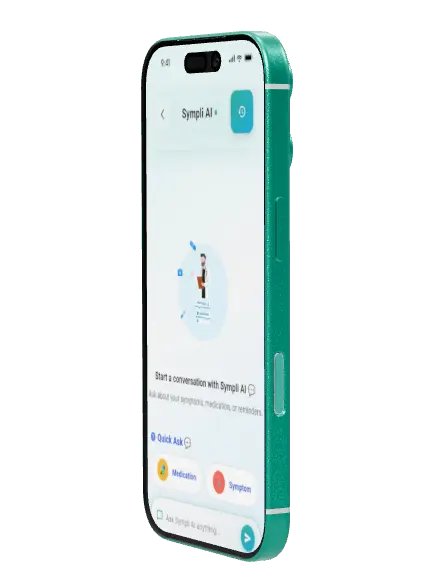 9:41
Sympli AI
Start a conversation with Sympli AI 💬
Ask about your symptoms, medication, or reminders.
Quick Ask 💬
Medication
Symptom
Ask Sympli AI anything...